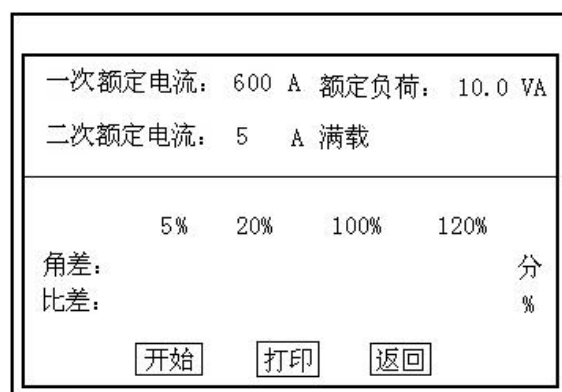 一次额定电流： 600 A 额定负荷： 10.0 VA
二次额定电流： 5 A 满载
5% 20% 100% 120%
角差： 分
比差： %
开始 打印 返回